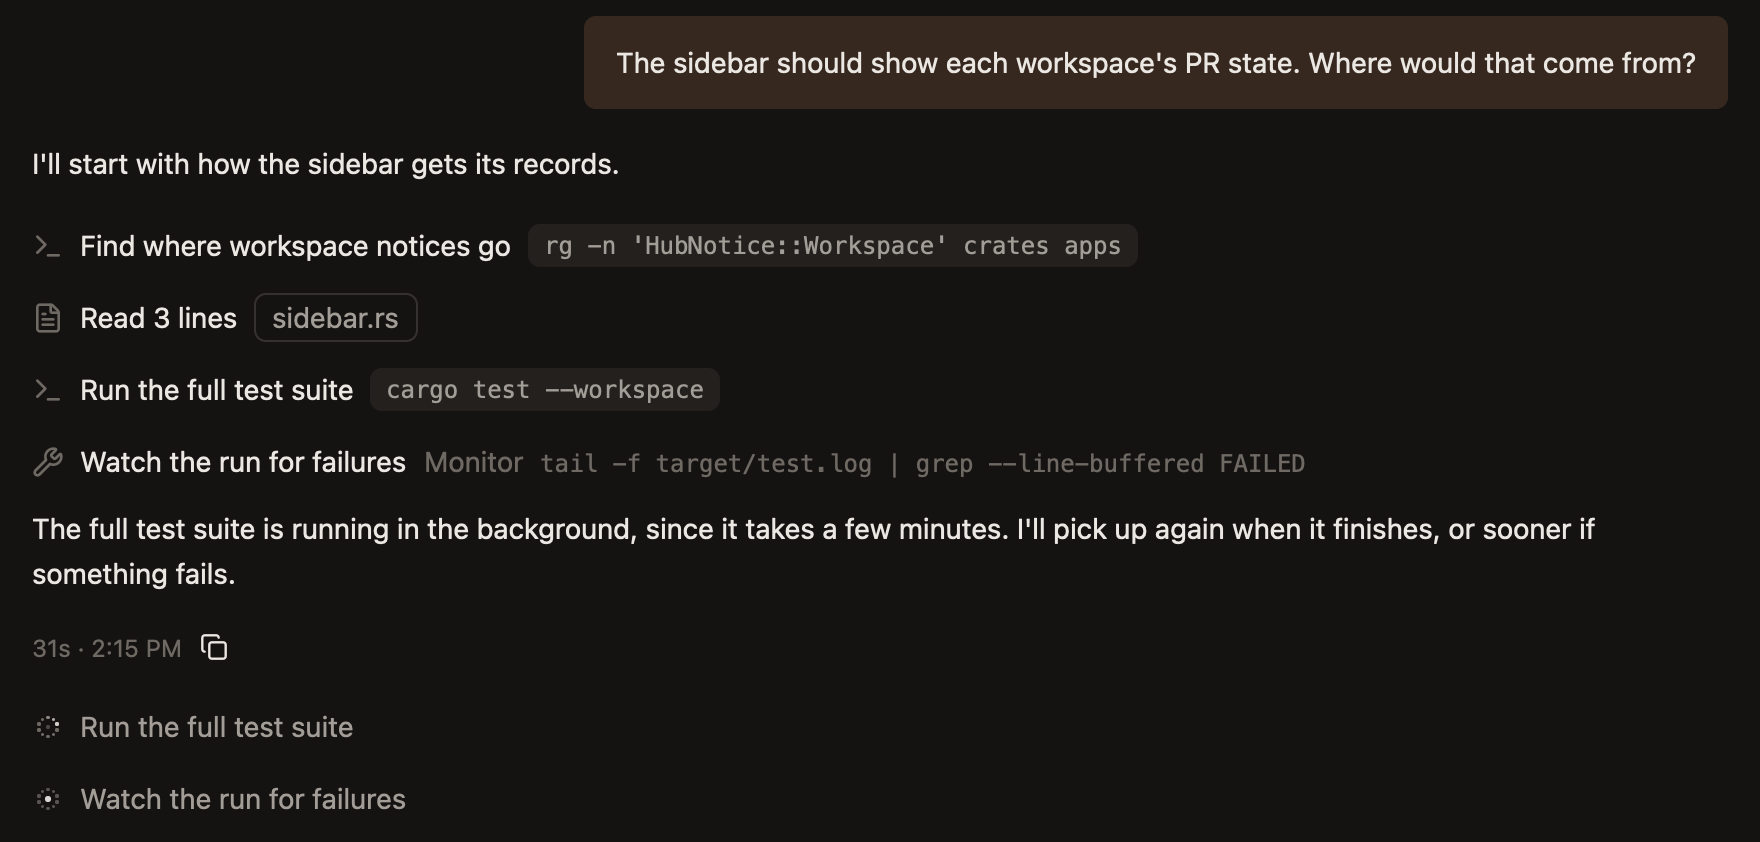 The sidebar should show each workspace's PR state. Where would that come from?
I'll start with how the sidebar gets its records.
Find where workspace notices go rg -n 'HubNotice::Workspace' crates apps
Read 3 lines sidebar.rs
Run the full test suite cargo test --workspace
Watch the run for failures Monitor tail -f target/test.log | grep --line-buffered FAILED
The full test suite is running in the background, since it takes a few minutes. I'll pick up again when it finishes, or sooner if
something fails.
31s · 2:15 PM
Run the full test suite
Watch the run for failures